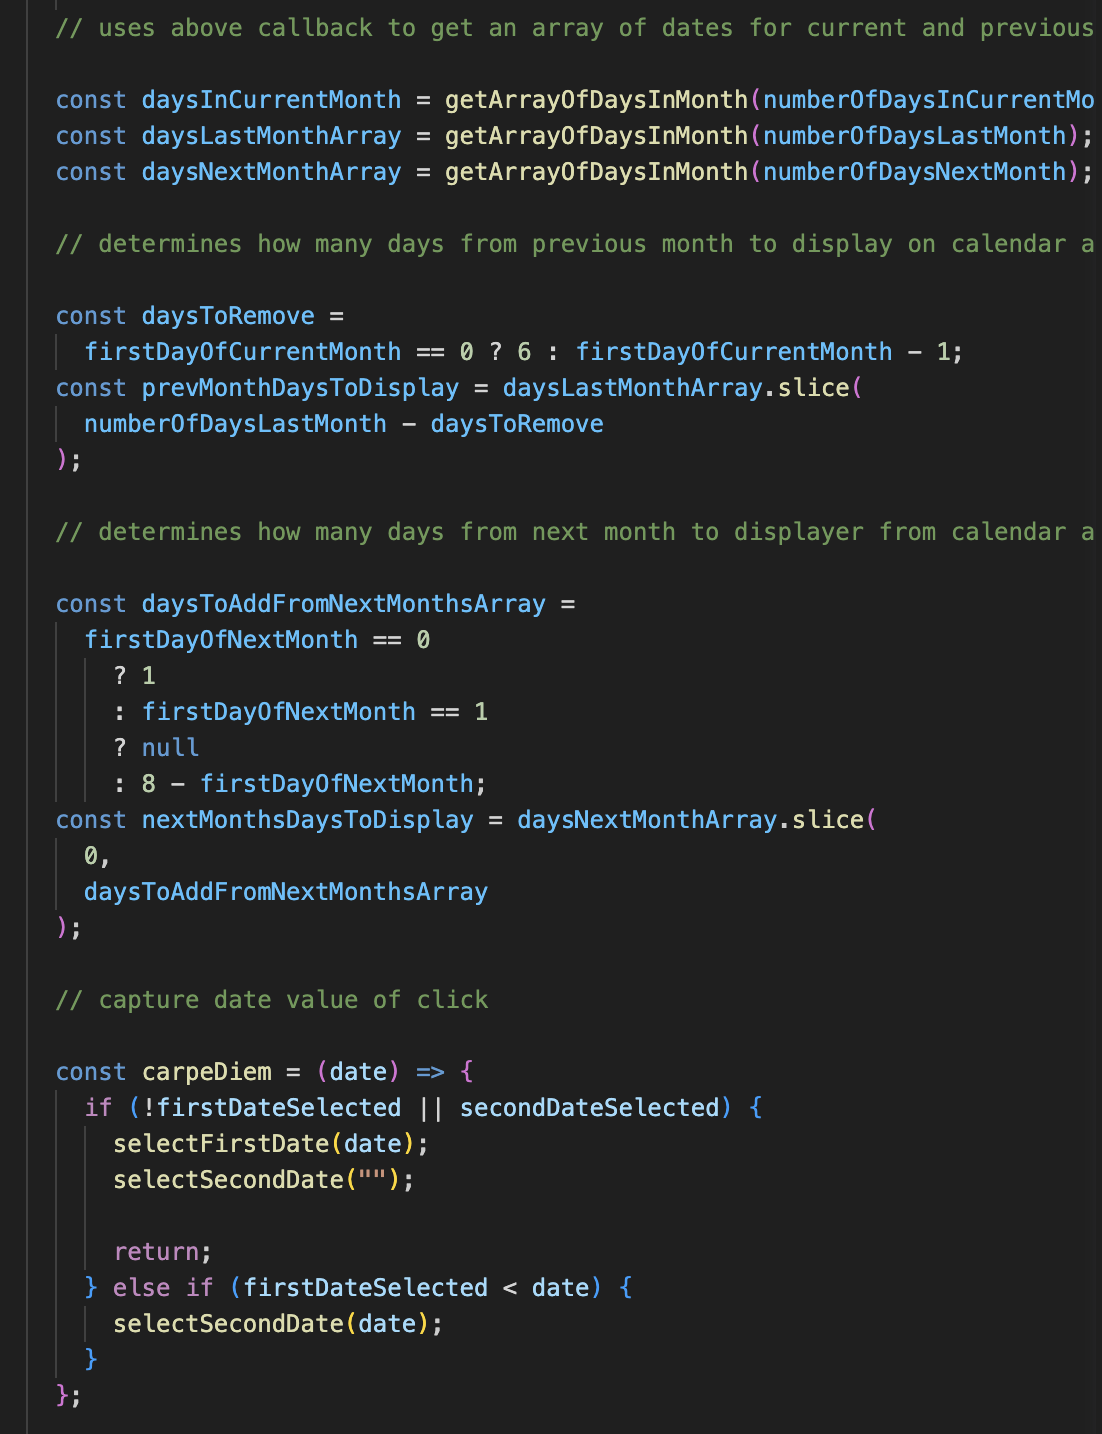 // uses above callback to get an array of dates for current and previous
const daysInCurrentMonth = getArrayOfDaysInMonth(numberOfDaysInCurrentMo
const daysLastMonthArray = getArrayOfDaysInMonth(numberOfDaysLastMonth);
const daysNextMonthArray = getArrayOfDaysInMonth(numberOfDaysNextMonth);
// determines how many days from previous month to display on calendar a
const daysToRemove =
firstDayOfCurrentMonth == 0 ? 6 : firstDayOfCurrentMonth - 1;
const prevMonthDaysToDisplay = daysLastMonthArray.slice(
numberOfDaysLastMonth - daysToRemove
);
// determines how many days from next month to displayer from calendar a
const daysToAddFromNextMonthsArray =
firstDayOfNextMonth == 0
? 1
: firstDayOfNextMonth == 1
? null
: 8 - firstDayOfNextMonth;
const nextMonthsDaysToDisplay = daysNextMonthArray.slice(
0,
daysToAddFromNextMonthsArray
);
// capture date value of click
const carpeDiem = (date) => {
if (!firstDateSelected || secondDateSelected) {
selectFirstDate(date);
selectSecondDate("");
return;
} else if (firstDateSelected < date) {
selectSecondDate(date);
}
};